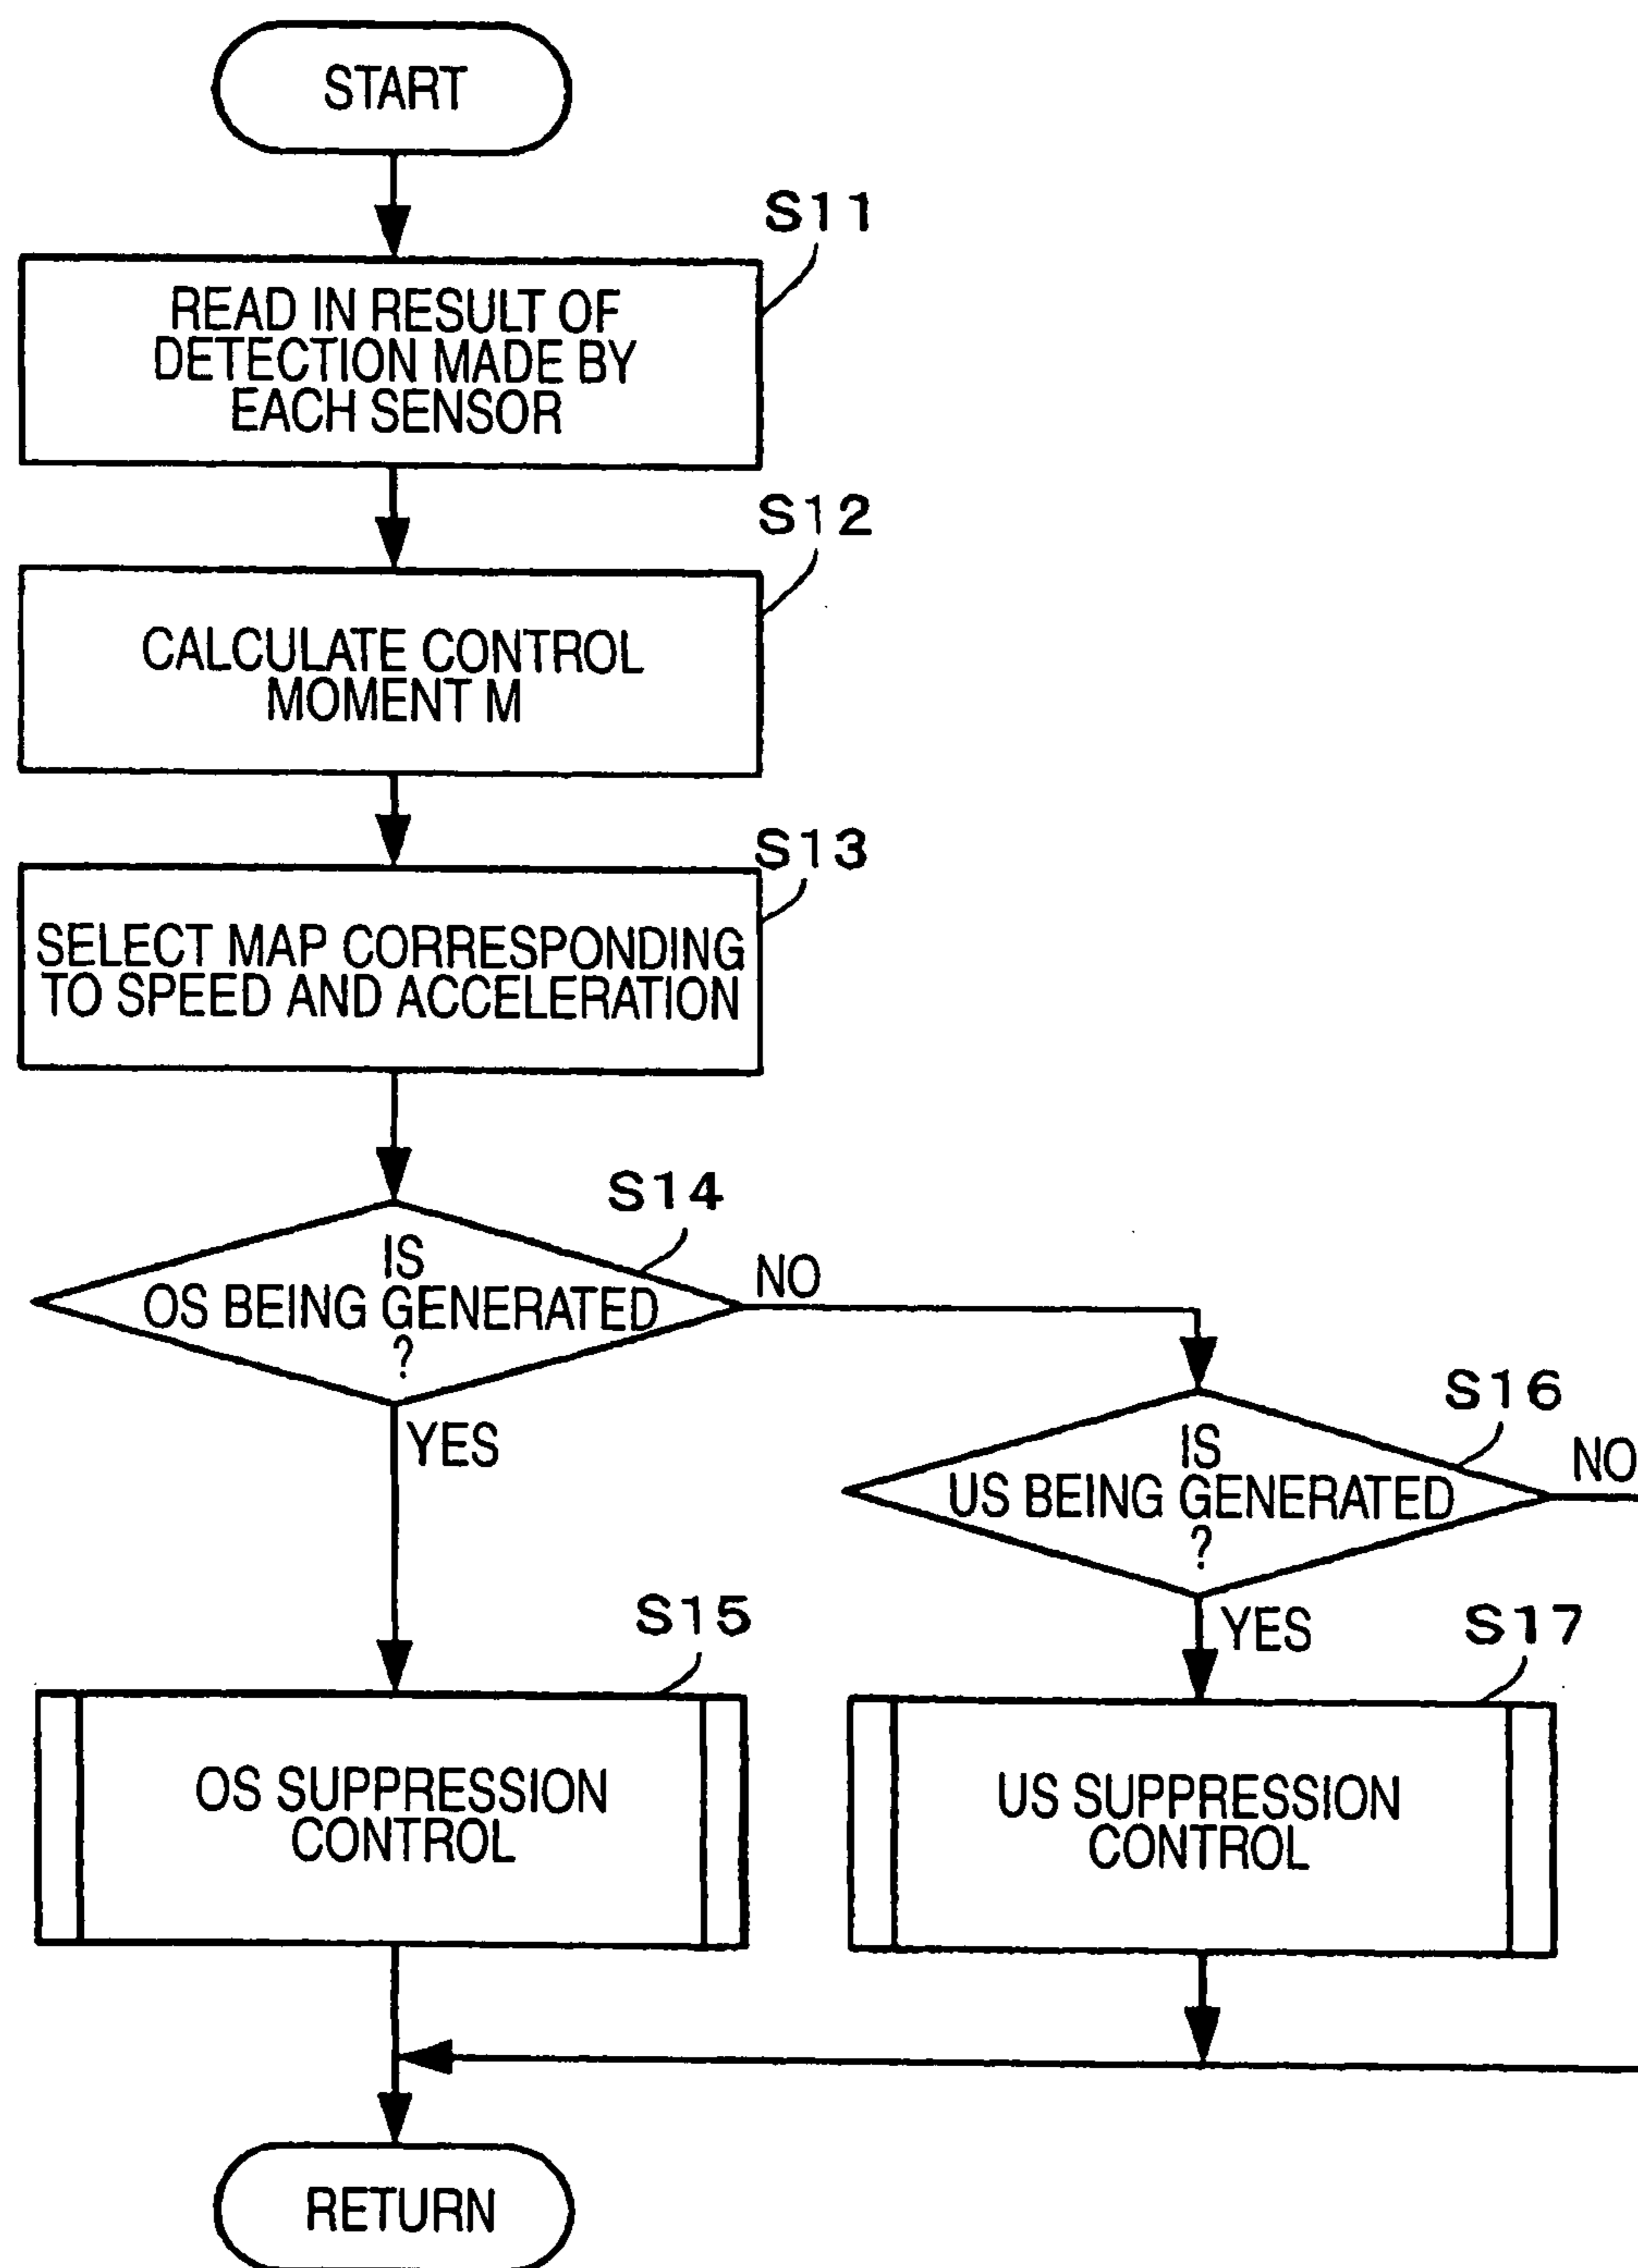 START
S11
READ IN RESULT OF
DETECTION MADE BY
EACH SENSOR
S12
CALCULATE CONTROL
MOMENT M
S13
SELECT MAP CORRESPONDING
TO SPEED AND ACCELERATION
S14
IS
OS BEING GENERATED
?
NO
YES
S16
IS
US BEING GENERATED
?
NO
YES
S15
OS SUPPRESSION
CONTROL
S17
US SUPPRESSION
CONTROL
RETURN